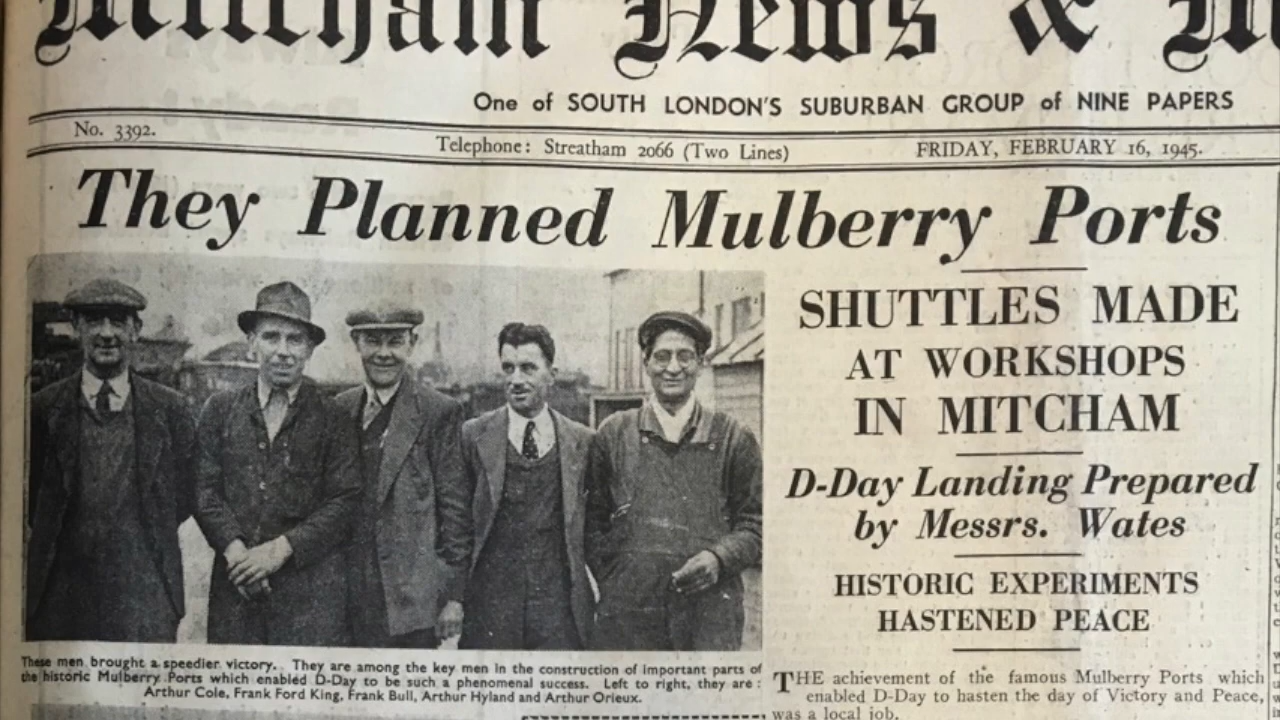 Mitcham News & M
One of SOUTH LONDON'S SUBURBAN GROUP of NINE PAPERS
No. 3392.
Telephone: Streatham 2066 (Two Lines)
FRIDAY, FEBRUARY 16, 1945.
They Planned Mulberry Ports
SHUTTLES MADE
AT WORKSHOPS
IN MITCHAM
D-Day Landing Prepared
by Messrs. Wates
HISTORIC EXPERIMENTS
HASTENED PEACE
These men brought a speedier victory. They are among the key men in the construction of important parts of
the historic Mulberry Ports which enabled D-Day to be such a phenomenal success. Left to right, they are :
Arthur Cole, Frank Ford King, Frank Bull, Arthur Hyland and Arthur Orieux.
THE achievement of the famous Mulberry Ports which
enabled D-Day to hasten the day of Victory and Peace,
was a local job.